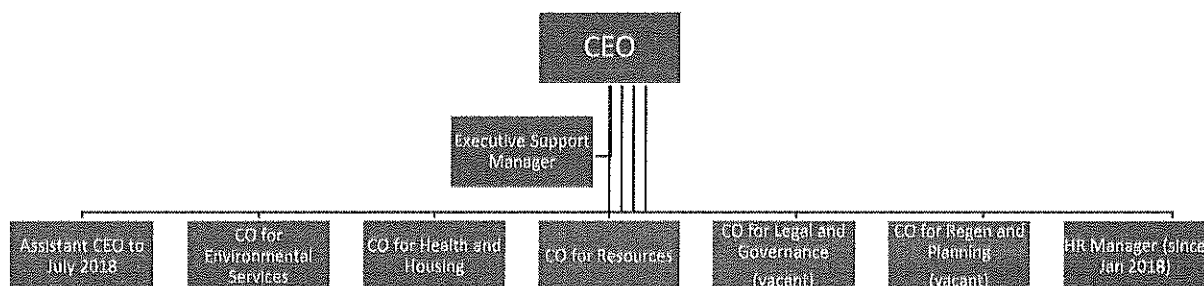 CEO
Executive Support
Manager
Assistant CEO to
July 2018
CO for
Environmental
Services
CO for Health and
Housing
CO for Resources
CO for Legal and
Governance
(vacant)
CO for Regen and
Planning
(vacant)
HR Manager (since
Jan 2018)